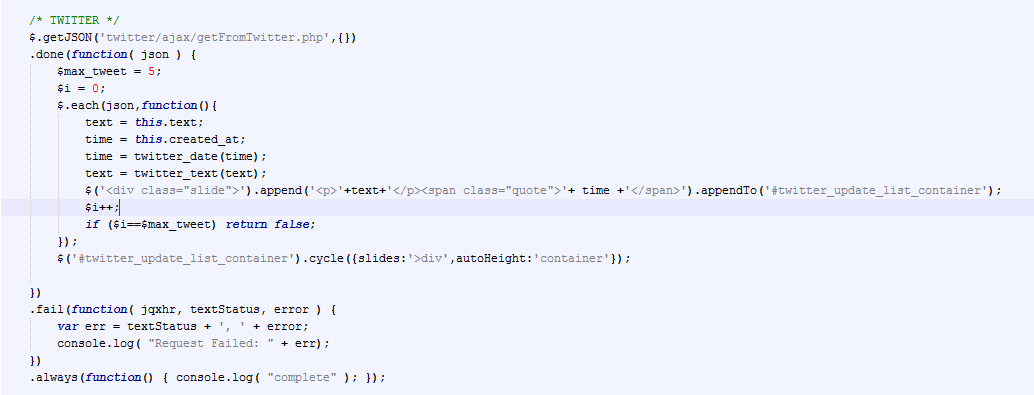 /* TWITTER */
$.getJSON('twitter/ajax/getFromTwitter.php',{})
.done(function( json ) {
    $max_tweet = 5;
    $i = 0;
    $.each(json,function(){
        text = this.text;
        time = this.created_at;
        time = twitter_date(time);
        text = twitter_text(text);
        $('<div class="slide">').append('<p>'+text+'</p><span class="quote">'+ time +'</span>').appendTo('#twitter_update_list_container');
        $i++;
        if ($i==$max_tweet) return false;
    });
    $('#twitter_update_list_container').cycle({slides:'>div',autoHeight:'container'});
})
.fail(function( jqxhr, textStatus, error ) {
    var err = textStatus + ', ' + error;
    console.log( "Request Failed: " + err);
})
.always(function() { console.log( "complete" ); });